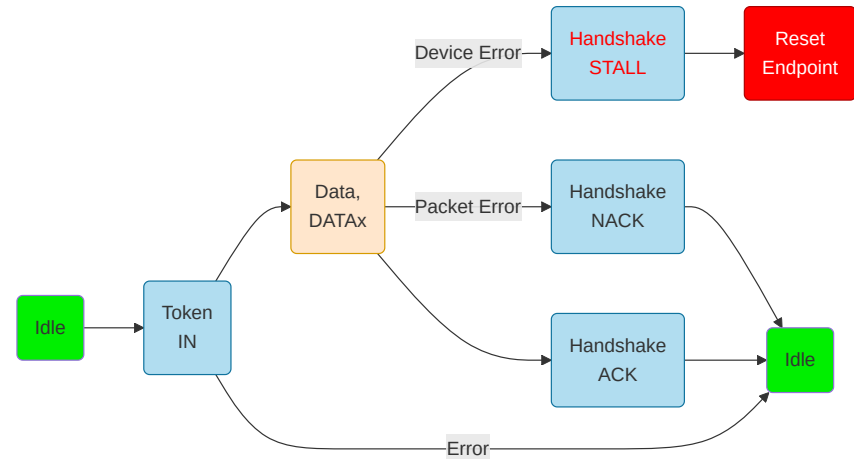 Device Error
Handshake
STALL
Reset
Endpoint
Data,
DATAx
Packet Error
Handshake
NACK
Idle
Token
IN
Handshake
ACK
Idle
Error